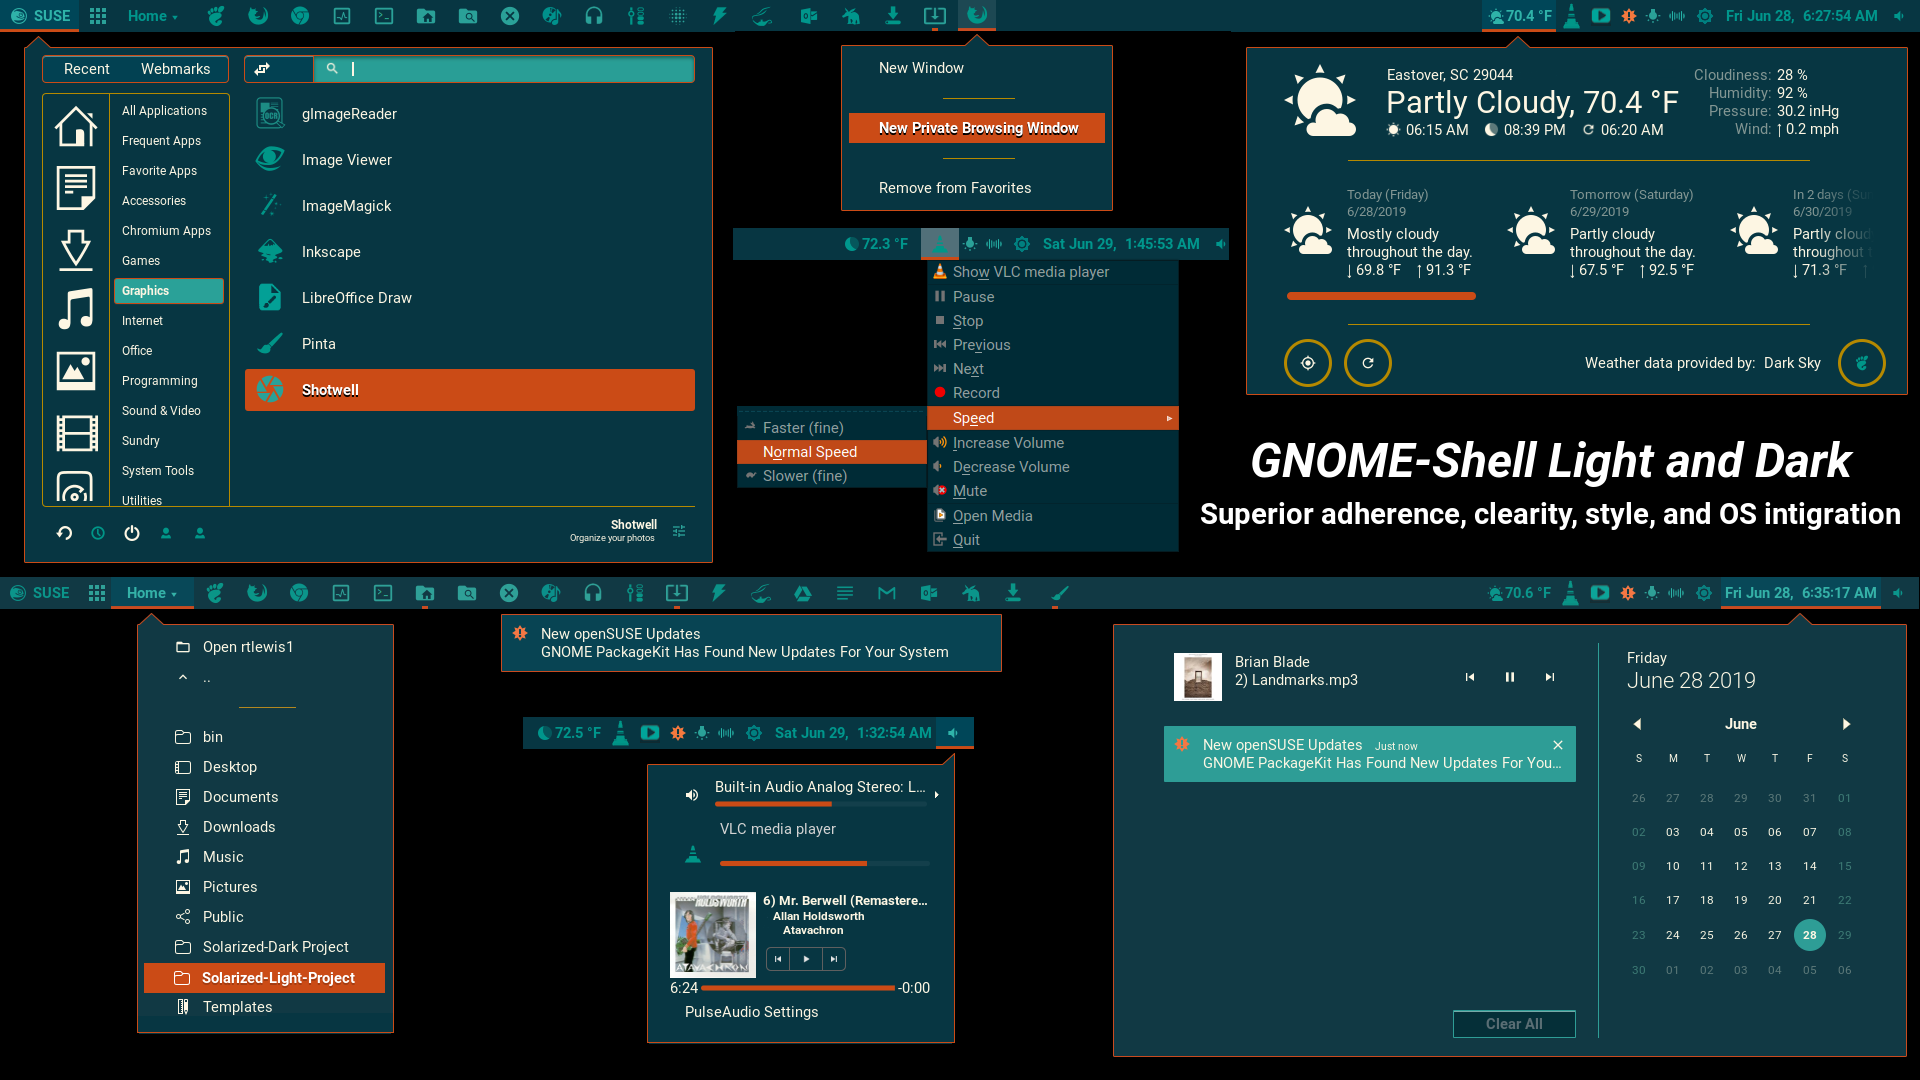 SUSE
Home
70.4 °F
Fri Jun 28, 6:27:54 AM
Recent
Webmarks
All Applications
Frequent Apps
Favorite Apps
Accessories
Chromium Apps
Games
Graphics
Internet
Office
Programming
Sound & Video
Sundry
System Tools
Utilities
gImageReader
Image Viewer
ImageMagick
Inkscape
LibreOffice Draw
Pinta
Shotwell
Shotwell
Organize your photos
New Window
New Private Browsing Window
Remove from Favorites
72.3 °F
Sat Jun 29, 1:45:53 AM
Show VLC media player
Pause
Stop
Previous
Next
Record
Speed
Increase Volume
Decrease Volume
Mute
Open Media
Quit
Faster (fine)
Normal Speed
Slower (fine)
Eastover, SC 29044
Partly Cloudy, 70.4 °F
06:15 AM 08:39 PM 06:20 AM
Cloudiness: 28 %
Humidity: 92 %
Pressure: 30.2 inHg
Wind: ↑ 0.2 mph
Today (Friday)
6/28/2019
Mostly cloudy
throughout the day.
↓ 69.8 °F ↑ 91.3 °F
Tomorrow (Saturday)
6/29/2019
Partly cloudy
throughout the day.
↓ 67.5 °F ↑ 92.5 °F
In 2 days (Sun
6/30/2019
Partly cloud
throughout t
↓ 71.3 °F ↑
Weather data provided by: Dark Sky
GNOME-Shell Light and Dark
Superior adherence, clearity, style, and OS intigration
SUSE
Home
70.6 °F
Fri Jun 28, 6:35:17 AM
Open rtlewis1
..
bin
Desktop
Documents
Downloads
Music
Pictures
Public
Solarized-Dark Project
Solarized-Light-Project
Templates
New openSUSE Updates
GNOME PackageKit Has Found New Updates For Your System
72.5 °F
Sat Jun 29, 1:32:54 AM
Built-in Audio Analog Stereo: L...
VLC media player
HOLDSWORTH
ATAVACHRON
6) Mr. Berwell (Remastere...
Allan Holdsworth
Atavachron
6:24
-0:00
PulseAudio Settings
Brian Blade
2) Landmarks.mp3
New openSUSE Updates Just now
GNOME PackageKit Has Found New Updates For You...
Clear All
Friday
June 28 2019
June
S M T W T F S
26 27 28 29 30 31 01
02 03 04 05 06 07 08
09 10 11 12 13 14 15
16 17 18 19 20 21 22
23 24 25 26 27 28 29
30 01 02 03 04 05 06